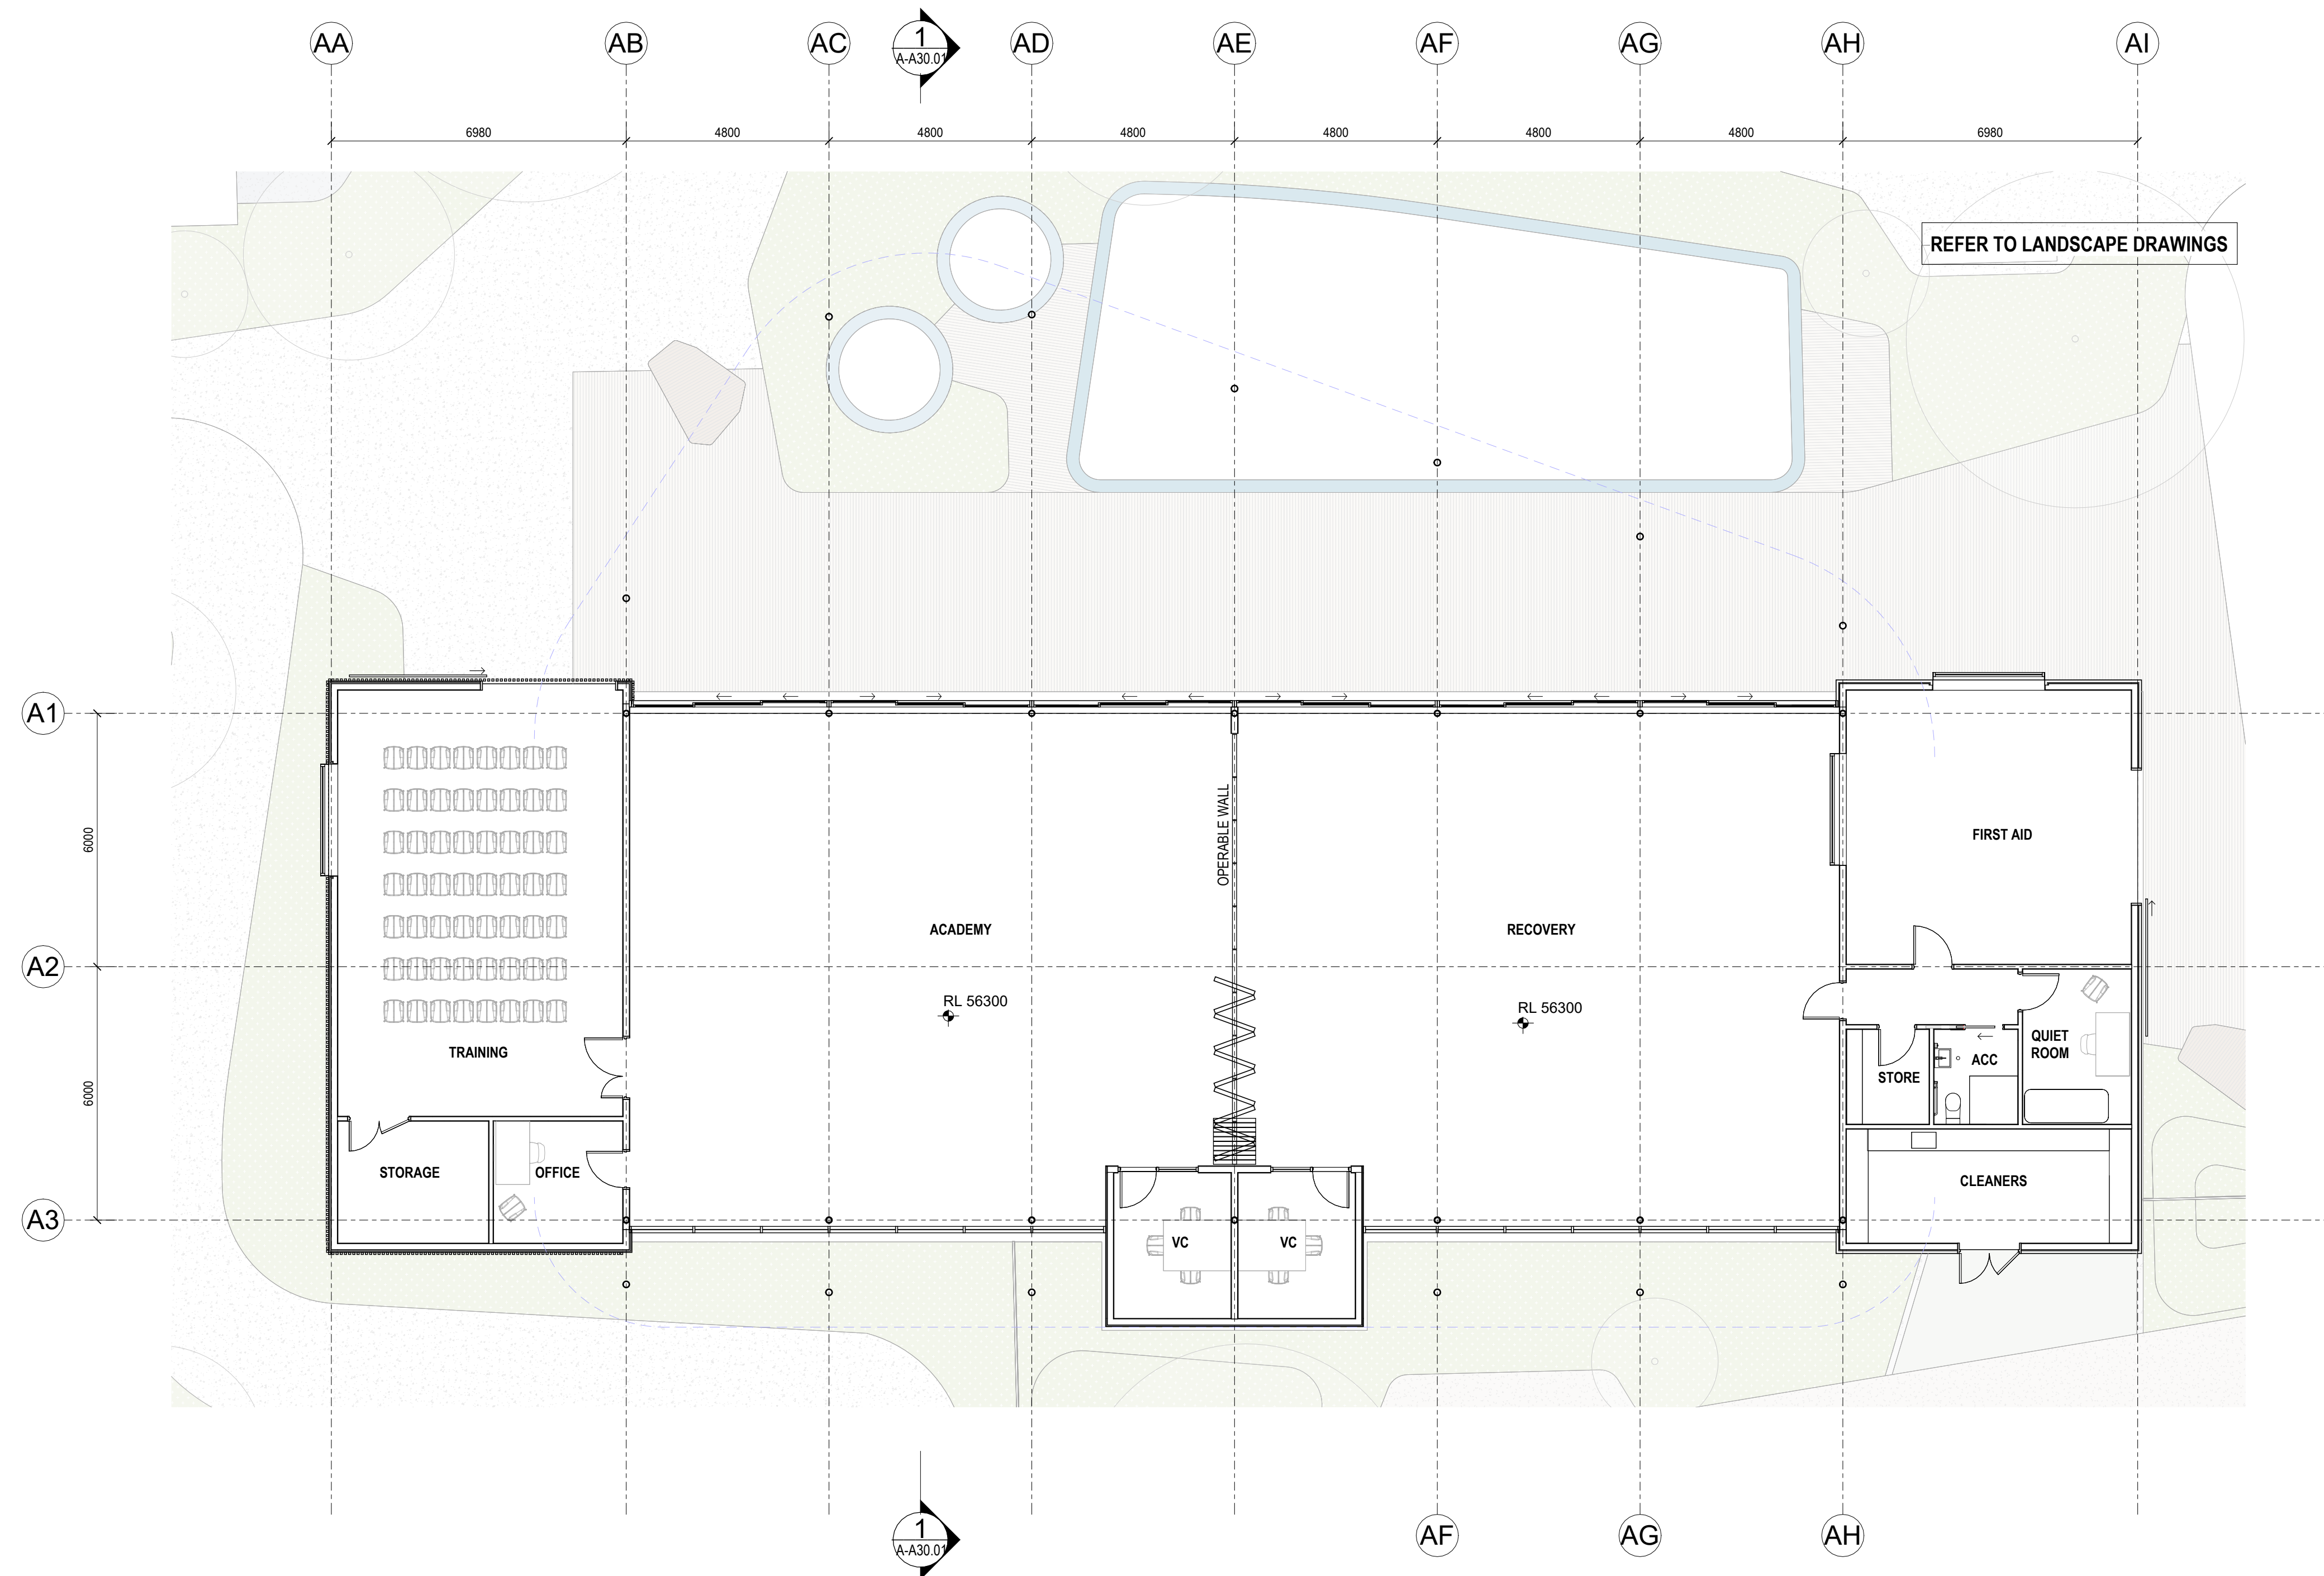 AA
AB
AC
1
A-A30.01
AD
AE
AF
AG
AH
AI
6980
4800
4800
4800
4800
4800
4800
6980
REFER TO LANDSCAPE DRAWINGS
A1
6000
OPERABLE WALL
FIRST AID
ACADEMY
RECOVERY
A2
RL 56300
RL 56300
TRAINING
QUIET
ROOM
ACC
STORE
6000
STORAGE
OFFICE
CLEANERS
A3
VC
VC
1
A-A30.01
AF
AG
AH